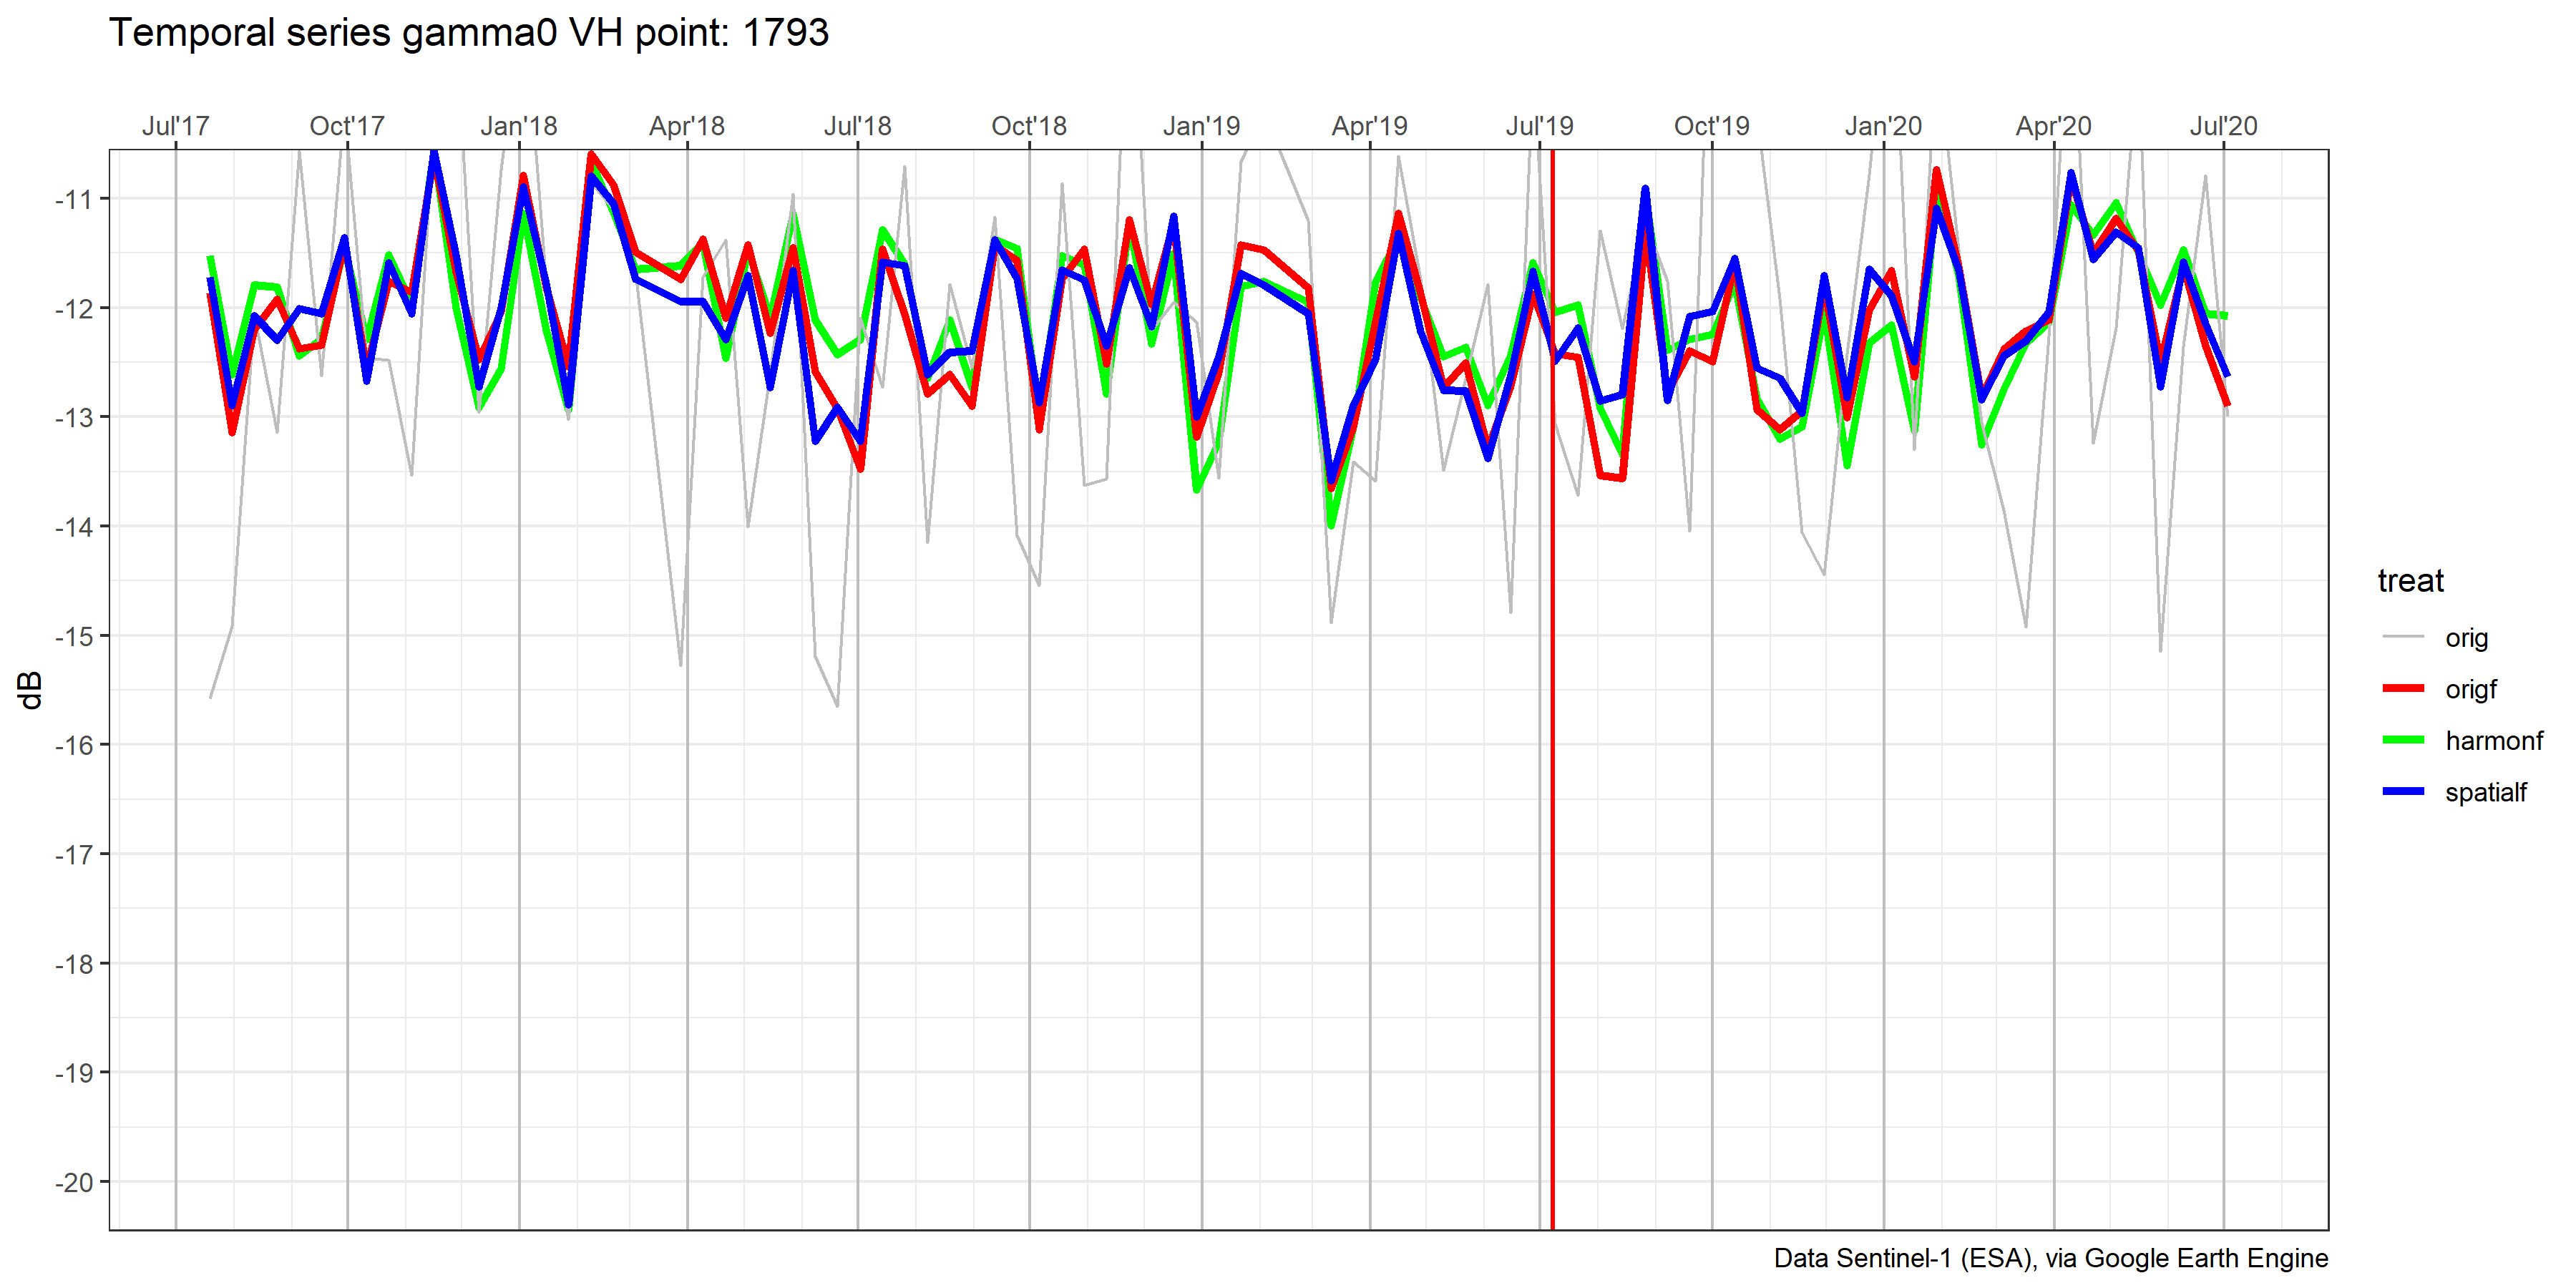 Temporal series gamma0 VH point: 1793
Jul'17 Oct'17 Jan'18 Apr'18 Jul'18 Oct'18 Jan'19 Apr'19 Jul'19 Oct'19 Jan'20 Apr'20 Jul'20
-11
-12
-13
-14
-15
-16
-17
-18
-19
-20
dB
treat
orig
origf
harmonf
spatialf
Data Sentinel-1 (ESA), via Google Earth Engine